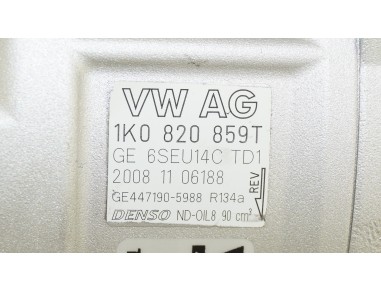 VW AG
1K0 820 859T
GE 6SEU14C TD1
2008 11 06188
GE447190-5988 R134a
DENSO ND-OIL8 90 cm³
REV